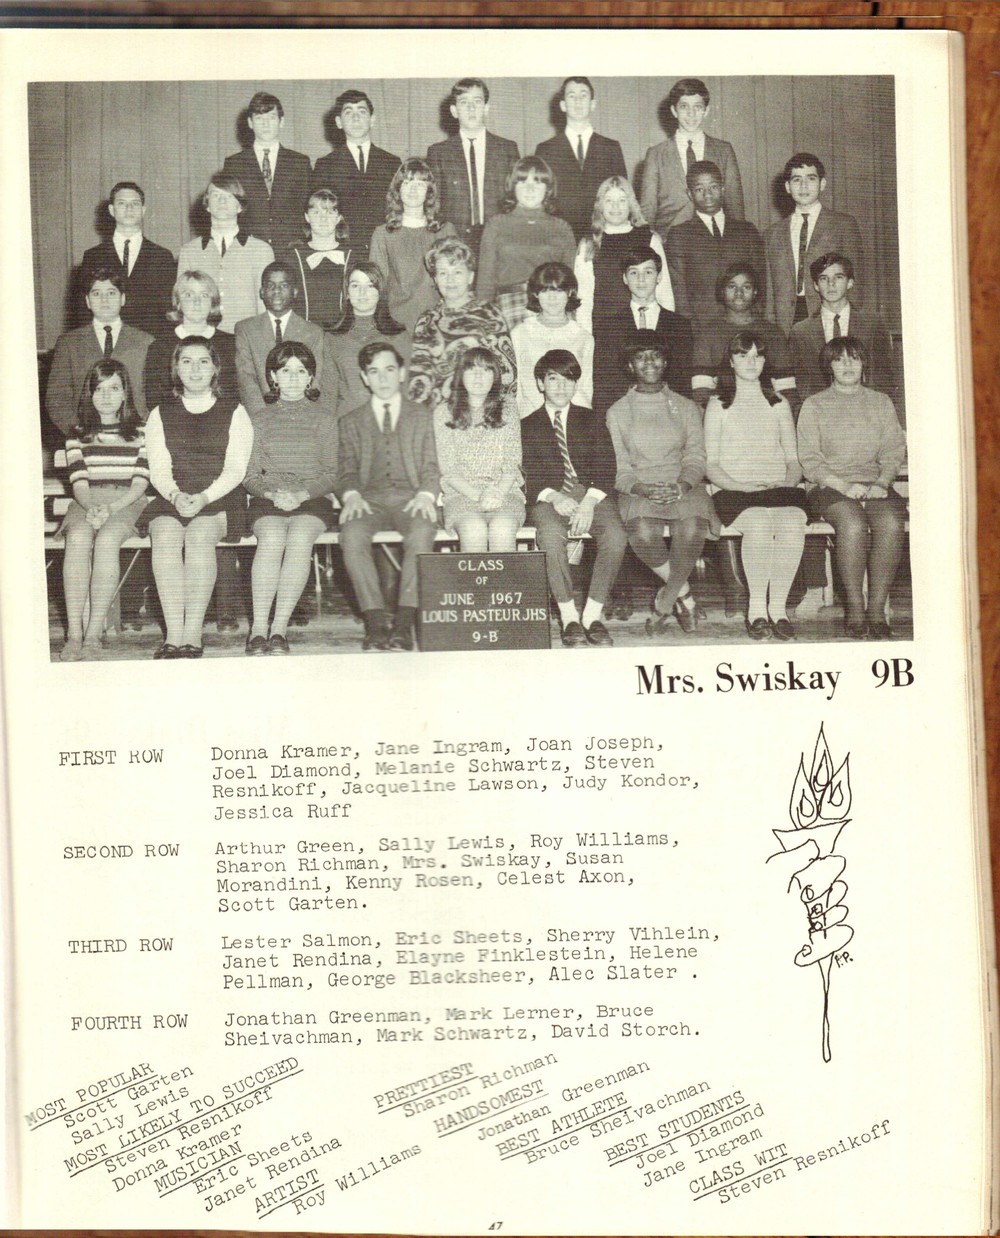 CLASS
OF
JUNE 1967
LOUIS PASTEUR JHS
9-B
Mrs. Swiskay 9B
FIRST ROW Donna Kramer, Jane Ingram, Joan Joseph,
Joel Diamond, Melanie Schwartz, Steven
Resnikoff, Jacqueline Lawson, Judy Kondor,
Jessica Ruff
SECOND ROW Arthur Green, Sally Lewis, Roy Williams,
Sharon Richman, Mrs. Swiskay, Susan
Morandini, Kenny Rosen, Celest Axon,
Scott Garten.
THIRD ROW Lester Salmon, Eric Sheets, Sherry Vihlein,
Janet Rendina, Elayne Finklestein, Helene
Pellman, George Blacksheer, Alec Slater .
FOURTH ROW Jonathan Greenman, Mark Lerner, Bruce
Sheivachman, Mark Schwartz, David Storch.
P.P.
MOST POPULAR
Scott Garten
Sally Lewis
MOST LIKELY TO SUCCEED
Steven Resnikoff
Donna Kramer
MUSICIAN
Eric Sheets
Janet Rendina
ARTIST
Roy Williams
PRETTIEST
Sharon Richman
HANDSOMEST
Jonathan Greenman
BEST ATHLETE
Bruce Sheivachman
BEST STUDENTS
Joel Diamond
Jane Ingram
CLASS WIT
Steven Resnikoff
47